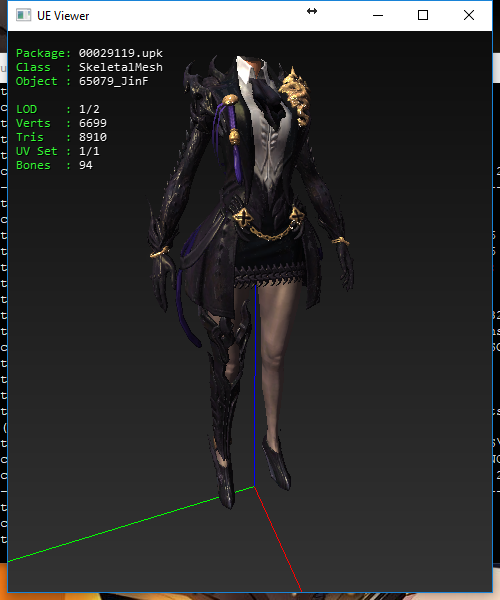 UE Viewer
Package: 00029119.upk
Class : SkeletalMesh
Object : 65079_JinF
LOD : 1/2
Verts : 6699
Tris : 8910
UV Set : 1/1
Bones : 94